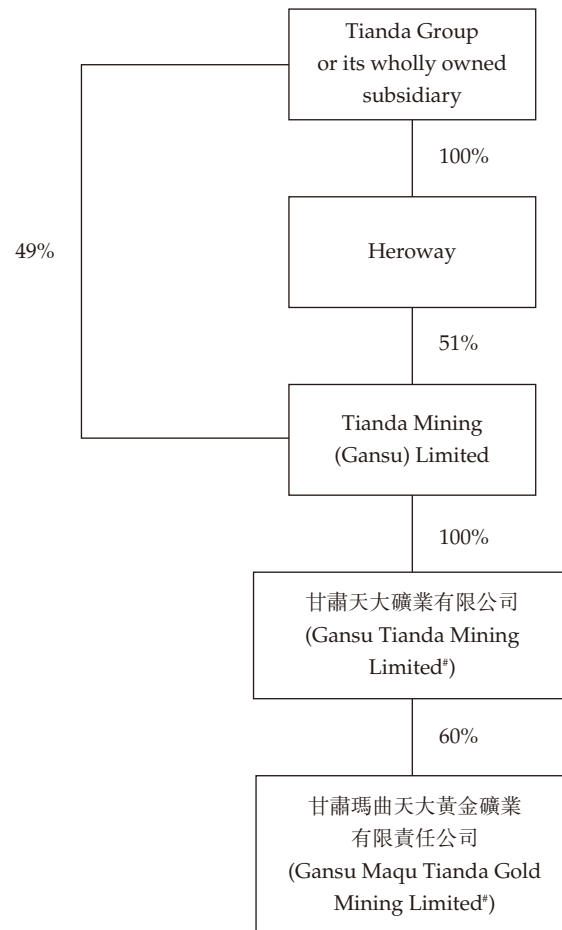 Tianda Group
or its wholly owned
subsidiary
100%
49%
Heroway
51%
Tianda Mining
(Gansu) Limited
100%
甘肅天大礦業有限公司
(Gansu Tianda Mining
Limited#)
60%
甘肅瑪曲天大黃金礦業
有限責任公司
(Gansu Maqu Tianda Gold
Mining Limited#)